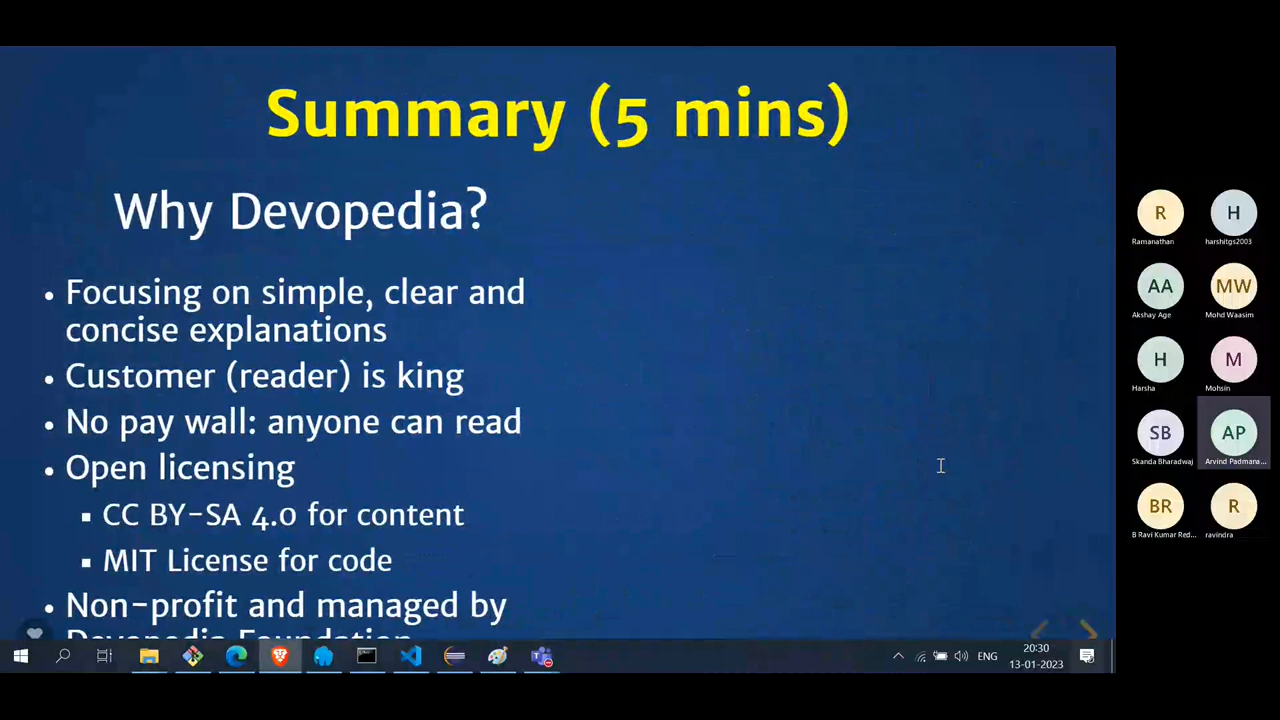 Summary (5 mins)
Why Devopedia?
• Focusing on simple, clear and
concise explanations
• Customer (reader) is king
• No pay wall: anyone can read
• Open licensing
▪ CC BY-SA 4.0 for content
▪ MIT License for code
• Non-profit and managed by
Devopedia Foundation
R
H
Ramanathan
harshitgs2003
AA
MW
Akshay Age
Mohd Waasim
H
M
Harsha
Mohsin
SB
AP
Skanda Bharadwaj
Arvind Padmana...
BR
R
B Ravi Kumar Red...
ravindra
ENG
20:30
13-01-2023